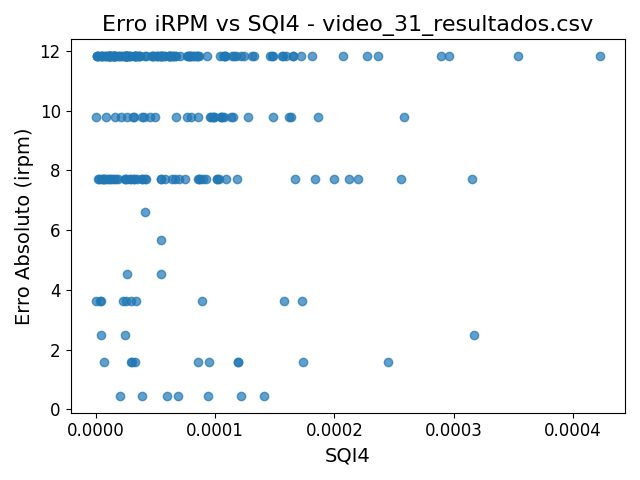 Erro iRPM vs SQI4 - video_31_resultados.csv
Erro Absoluto (irpm)
12
10
8
6
4
2
0
0.0000 0.0001 0.0002 0.0003 0.0004
SQI4